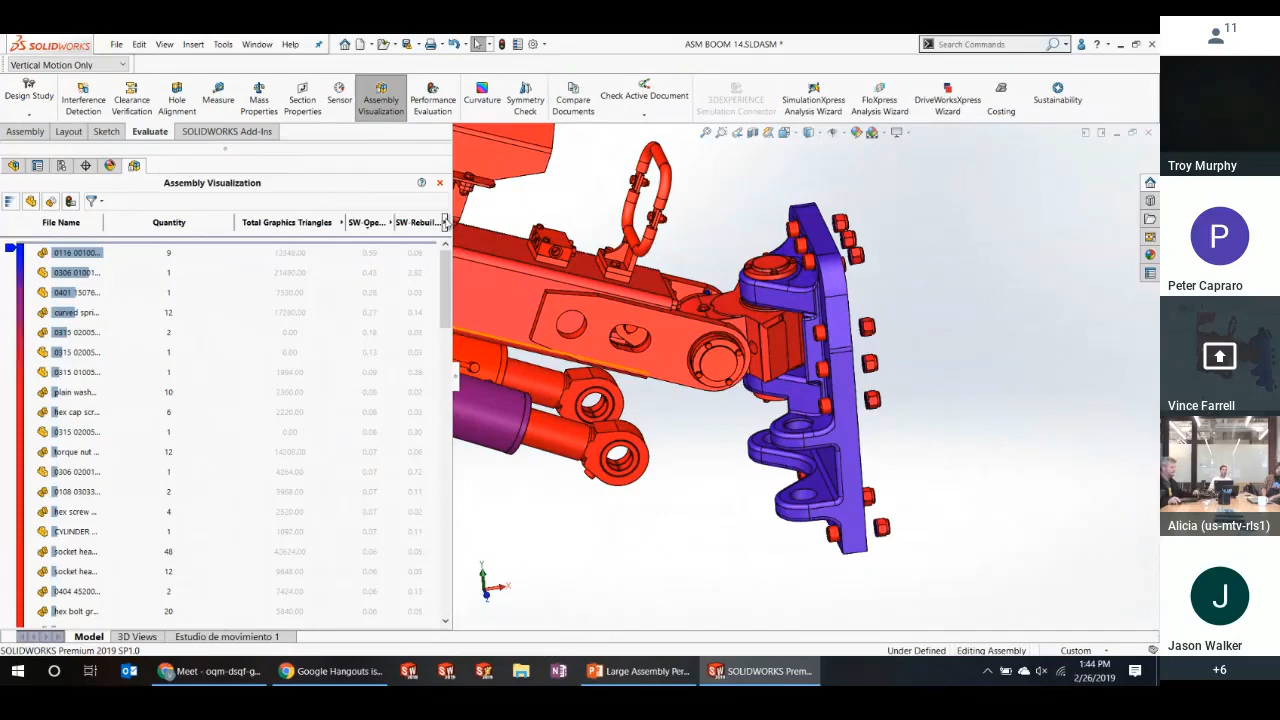 SOLIDWORKS File Edit View Insert Tools Window Help ASM BOOM 14.SLDASM * Search Commands
Vertical Motion Only
Design Study
Interference Detection
Clearance Verification
Hole Alignment
Measure
Mass Properties
Section Properties
Sensor
Assembly Visualization
Performance Evaluation
Curvature
Symmetry Check
Compare Documents
Check Active Document
3DEXPERIENCE Simulation Connector
SimulationXpress Analysis Wizard
FloXpress Analysis Wizard
DriveWorksXpress Wizard
Costing
Sustainability
Assembly Layout Sketch Evaluate SOLIDWORKS Add-Ins
Assembly Visualization
File Name Quantity Total Graphics Triangles SW-Ope... SW-Rebuil...
0116 00100... 9 12348.00 0.59 0.06
0306 01001... 1 21490.00 0.43 2.92
0401 15076... 1 7530.00 0.28 0.03
curved spri... 12 17280.00 0.27 0.14
0315 02005... 2 0.00 0.18 0.03
0315 02005... 1 0.00 0.13 0.03
0315 01005... 1 1994.00 0.09 0.28
plain wash... 10 2360.00 0.08 0.02
hex cap scr... 6 2220.00 0.08 0.03
0315 02005... 1 0.00 0.08 0.30
torque nut ... 12 14208.00 0.07 0.06
0306 02001... 1 4264.00 0.07 0.72
0108 03033... 2 3968.00 0.07 0.11
hex screw ... 4 2520.00 0.07 0.02
CYLINDER ... 1 1092.00 0.07 0.11
socket hea... 48 42624.00 0.06 0.05
socket hea... 12 9648.00 0.06 0.03
0404 45200... 2 7424.00 0.06 0.13
hex bolt gr... 20 5840.00 0.06 0.05
Y
X
Z
Model 3D Views Estudio de movimiento 1
SOLIDWORKS Premium 2019 SP1.0 Under Defined Editing Assembly Custom
Meet - oqm-dsqf-g... Google Hangouts is... Large Assembly Per... SOLIDWORKS Prem...
1:44 PM
2/26/2019
11
Troy Murphy
P
Peter Capraro
Vince Farrell
Alicia (us-mtv-rls1)
J
Jason Walker
+6